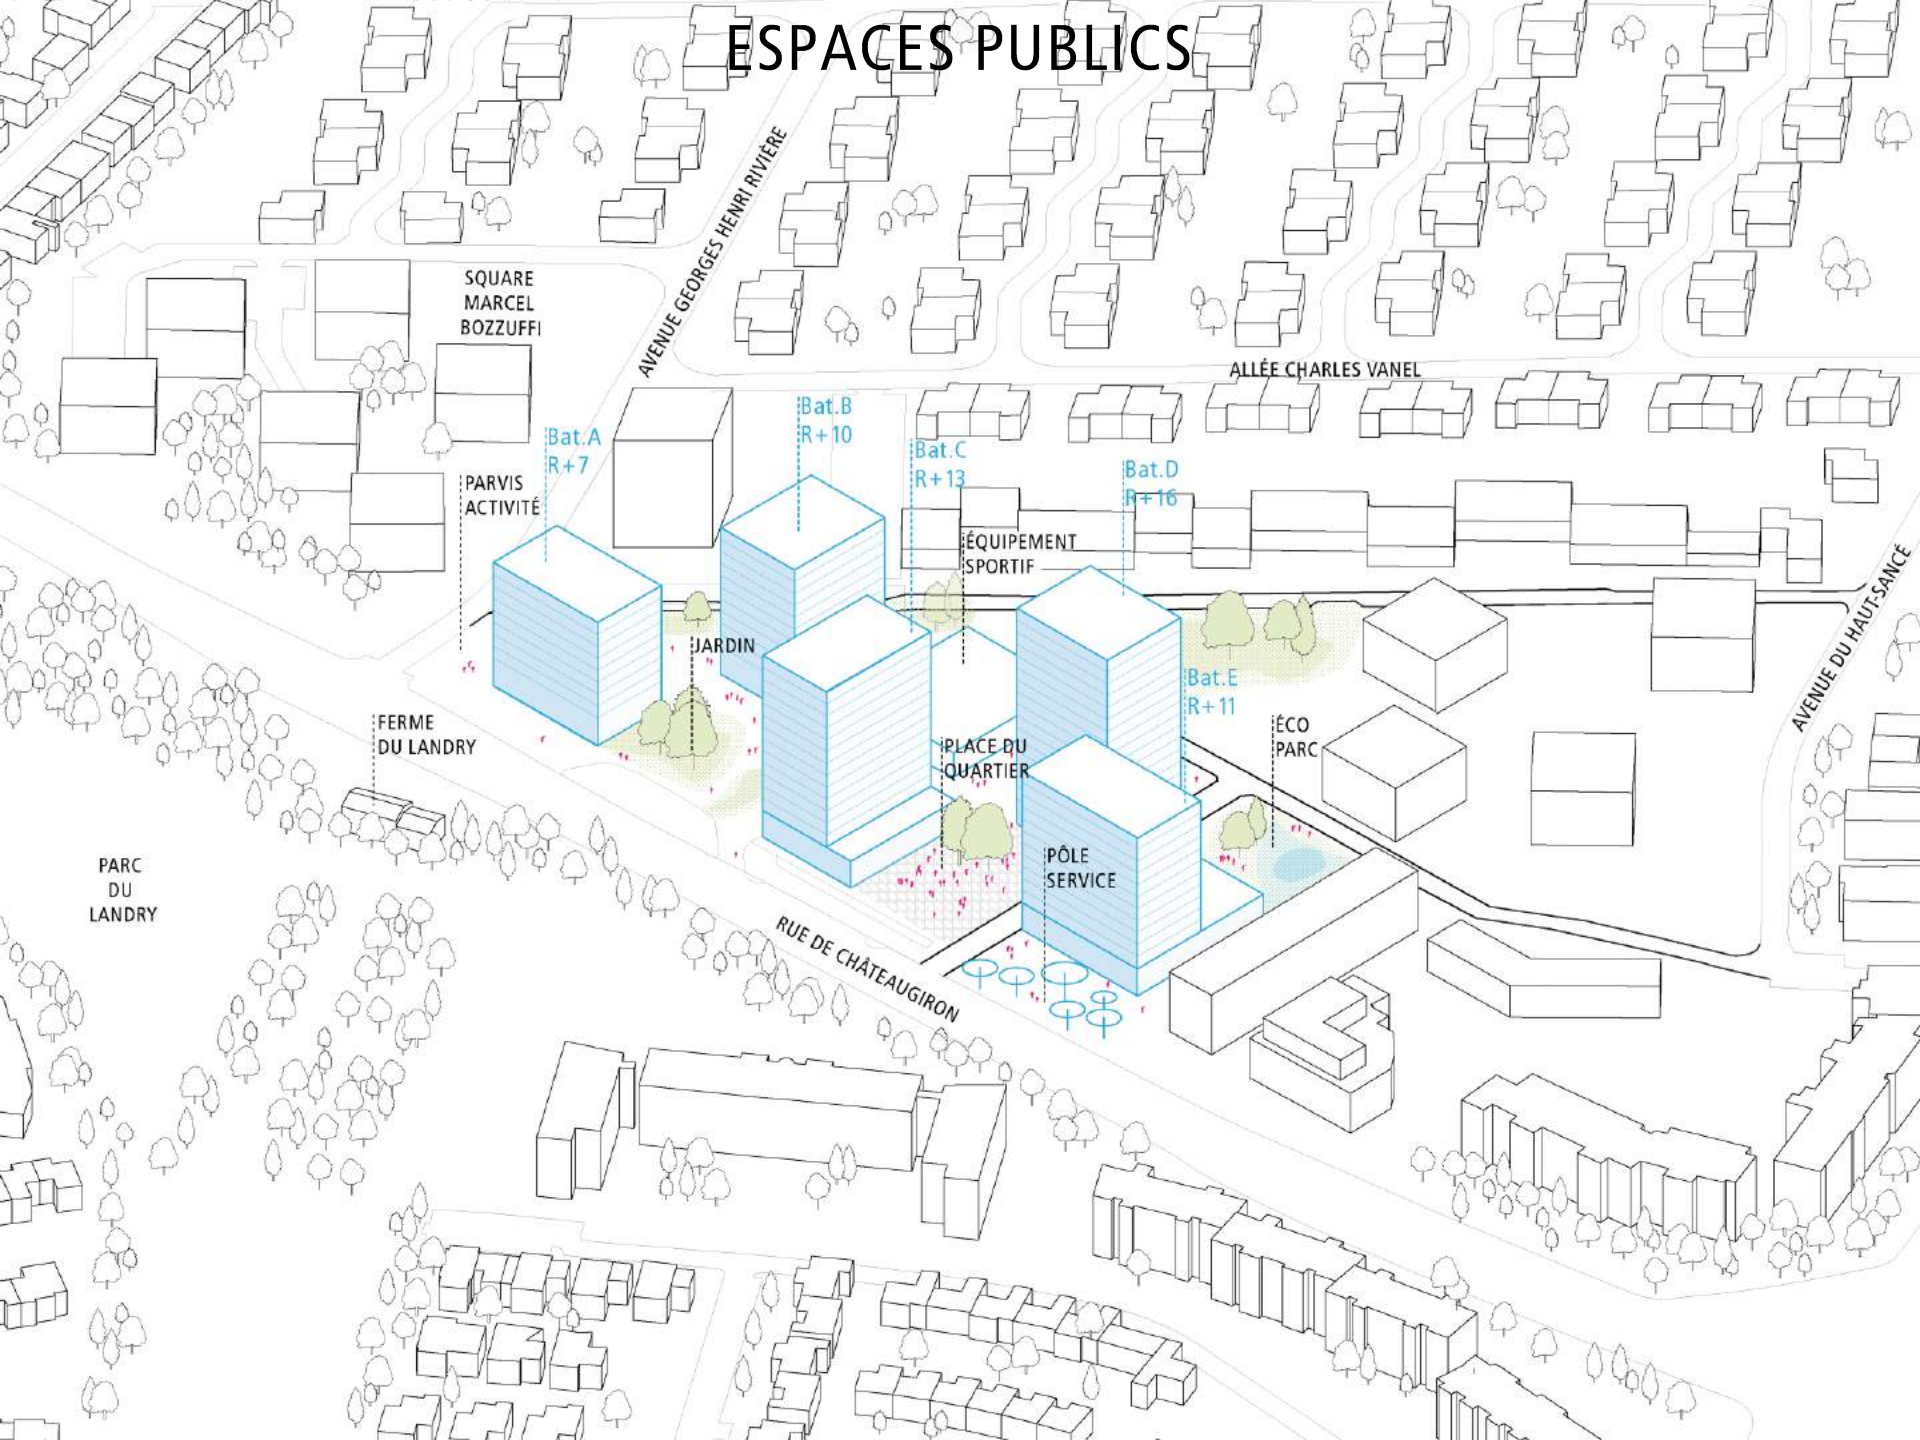 ESPACES PUBLICS
AVENUE GEORGES HENRI RIVIÈRE
SQUARE
MARCEL
BOZZUFFI
ALLÉE CHARLES VANEL
Bat.B
R+10
Bat.A
R+7
Bat.C
R+13
Bat.D
R+16
PARVIS
ACTIVITÉ
ÉQUIPEMENT
SPORTIF
AVENUE DU HAUT-SANCÉ
JARDIN
Bat.E
R+11
FERME
DU LANDRY
ÉCO
PARC
PLACE DU
QUARTIER
PÔLE
SERVICE
PARC
DU
LANDRY
RUE DE CHÂTEAUGIRON